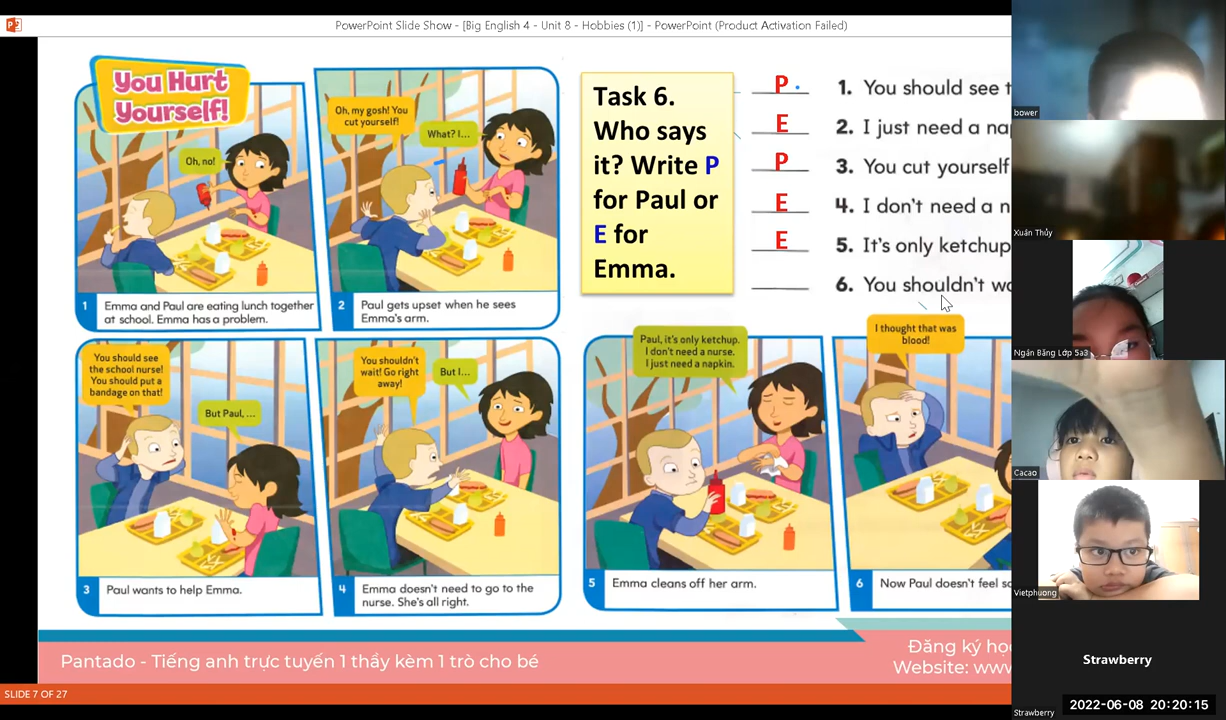 PowerPoint Slide Show - [Big English 4 - Unit 8 - Hobbies (1)] - PowerPoint (Product Activation Failed)
You Hurt
Yourself!
Oh, no!
1 Emma and Paul are eating lunch together
at school. Emma has a problem.
Oh, my gosh! You
cut yourself!
What? I...
2 Paul gets upset when he sees
Emma's arm.
You should see
the school nurse!
You should put a
bandage on that!
But Paul, ...
3 Paul wants to help Emma.
You shouldn't
wait! Go right
away!
But I...
4 Emma doesn't need to go to the
nurse. She's all right.
Task 6.
Who says
it? Write P
for Paul or
E for
Emma.
P 1. You should see t
E 2. I just need a na
P 3. You cut yourself
E 4. I don't need a n
E 5. It's only ketchup
6. You shouldn't w
Paul, it's only ketchup.
I don't need a nurse.
I just need a napkin.
5 Emma cleans off her arm.
I thought that was
blood!
6 Now Paul doesn't feel s
Pantado - Tiếng anh trực tuyến 1 thầy kèm 1 trò cho bé
Đăng ký họ
Website: www
SLIDE 7 OF 27
bower
Xuân Thủy
Ngân Băng Lớp 5a3
Cacao
Vietphuong
Strawberry
Strawberry
2022-06-08 20:20:15